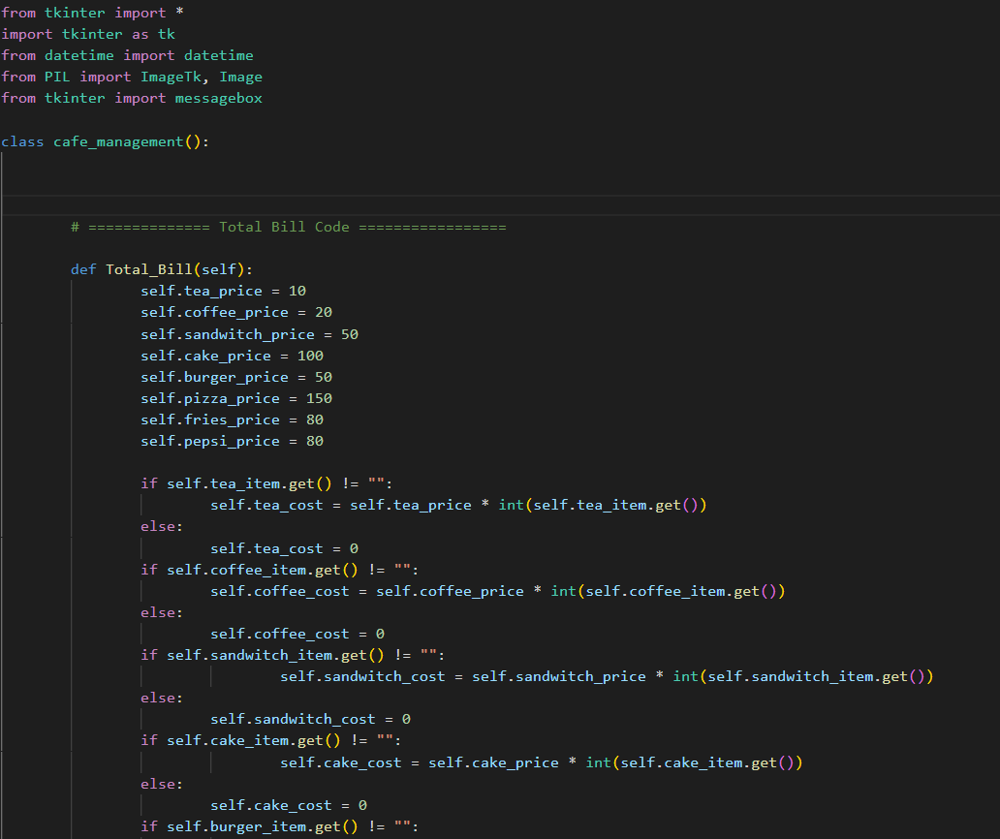 from tkinter import *
import tkinter as tk
from datetime import datetime
from PIL import ImageTk, Image
from tkinter import messagebox
class cafe_management():
# ============== Total Bill Code =================
def Total_Bill(self):
self.tea_price = 10
self.coffee_price = 20
self.sandwitch_price = 50
self.cake_price = 100
self.burger_price = 50
self.pizza_price = 150
self.fries_price = 80
self.pepsi_price = 80
if self.tea_item.get() != "":
self.tea_cost = self.tea_price * int(self.tea_item.get())
else:
self.tea_cost = 0
if self.coffee_item.get() != "":
self.coffee_cost = self.coffee_price * int(self.coffee_item.get())
else:
self.coffee_cost = 0
if self.sandwitch_item.get() != "":
self.sandwitch_cost = self.sandwitch_price * int(self.sandwitch_item.get())
else:
self.sandwitch_cost = 0
if self.cake_item.get() != "":
self.cake_cost = self.cake_price * int(self.cake_item.get())
else:
self.cake_cost = 0
if self.burger_item.get() != "":